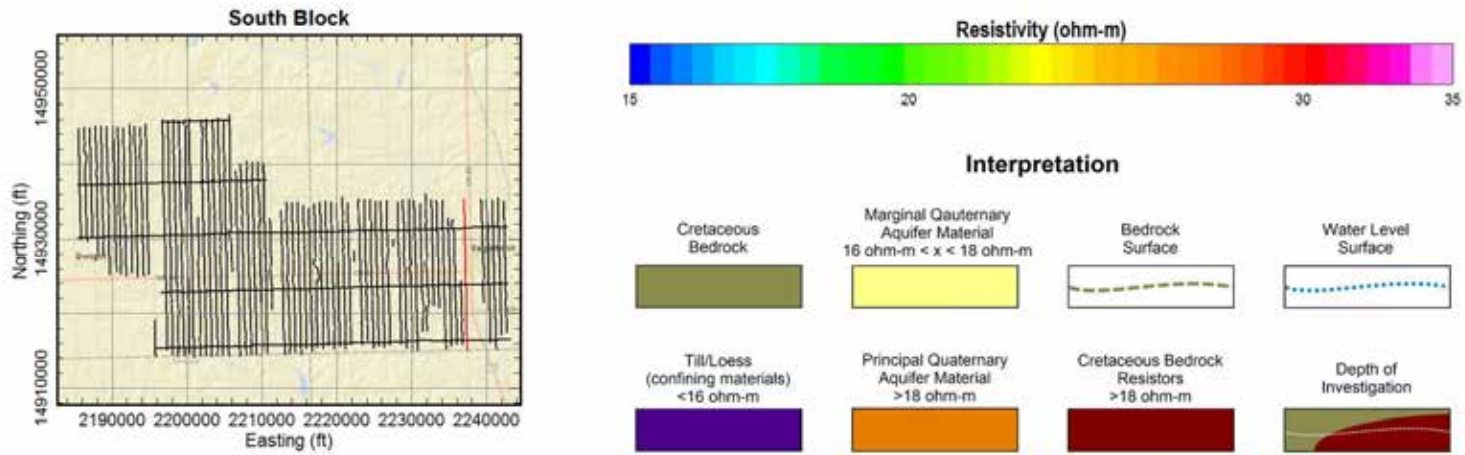 South Block
14950000
14930000
14910000
Northing (ft)
2190000 2200000 2210000 2220000 2230000 2240000
Easting (ft)
Resistivity (ohm-m)
15 20 30 35
Interpretation
Cretaceous
Bedrock
Marginal Qauternary
Aquifer Material
16 ohm-m < x < 18 ohm-m
Bedrock
Surface
Water Level
Surface
Till/Loess
(confining materials)
<16 ohm-m
Principal Quaternary
Aquifer Material
>18 ohm-m
Cretaceous Bedrock
Resistors
>18 ohm-m
Depth of
Investigation